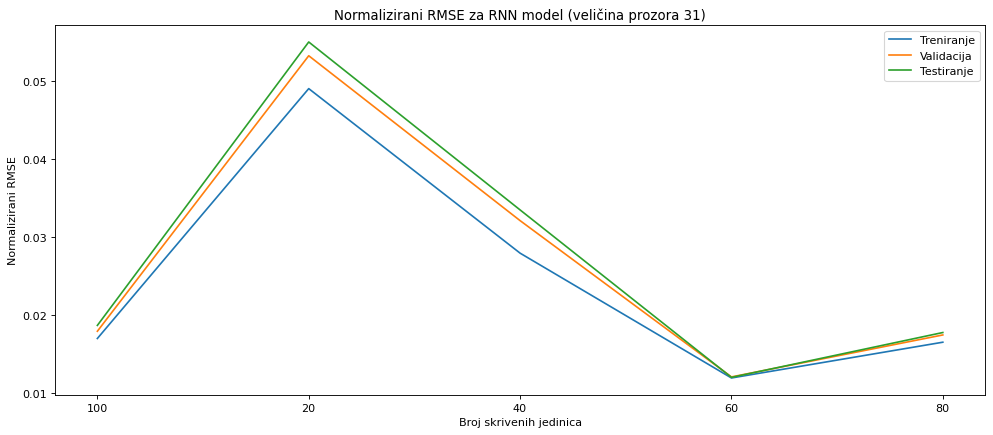 Normalizirani RMSE za RNN model (veličina prozora 31)
Treniranje
Validacija
Testiranje
Normalizirani RMSE
0.05
0.04
0.03
0.02
0.01
100 20 40 60 80
Broj skrivenih jedinica